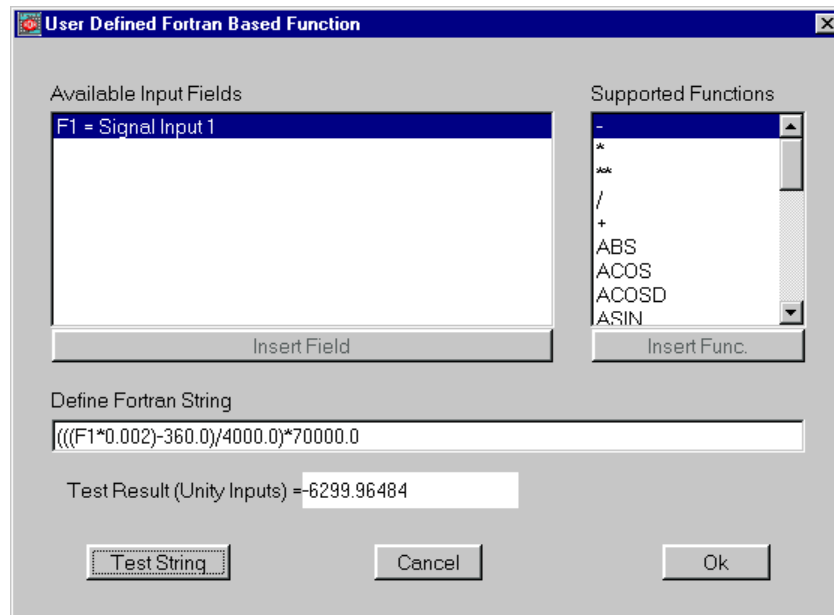 User Defined Fortran Based Function
Available Input Fields
F1 = Signal Input 1
Insert Field
Supported Functions
-
*
**
/
+
ABS
ACOS
ACOSD
ASIN
Insert Func.
Define Fortran String
(((F1*0.002)-360.0)/4000.0)*70000.0
Test Result (Unity Inputs) =-6299.96484
Test String
Cancel
Ok